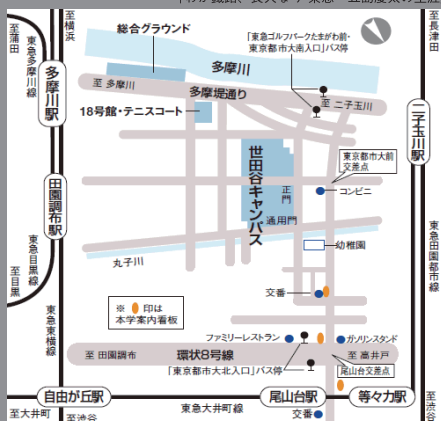 至横浜
至蒲田
東急多摩川線
多摩川駅
総合グラウンド
「東急ゴルフパークたまがわ前・
東京都市大南入口」バス停
至長津田
多摩川
至 多摩川
多摩堤通り
至 二子玉川
18号館・テニスコート
二子玉川駅
東京都市大前
交差点
世田谷キャンパス
正門
コンビニ
通用門
田園調布駅
幼稚園
東急田園都市線
丸子川
東急目黒線
至目黒
交番
※ 印は
本学案内看板
東急東横線
ファミリーレストラン
ガソリンスタンド
至 田園調布
環状8号線
至 高井戸
「東京都市大北入口」バス停
尾山台交差点
自由が丘駅
尾山台駅
等々力駅
至大井町
至渋谷
東急大井町線
交番
至渋谷